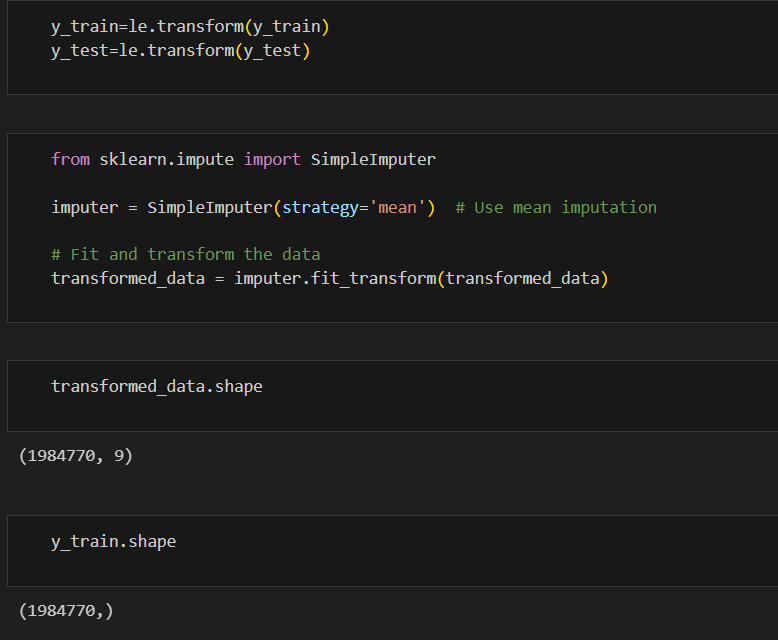 y_train=le.transform(y_train)
y_test=le.transform(y_test)
from sklearn.impute import SimpleImputer
imputer = SimpleImputer(strategy='mean')  # Use mean imputation
# Fit and transform the data
transformed_data = imputer.fit_transform(transformed_data)
transformed_data.shape
(1984770, 9)
y_train.shape
(1984770,)